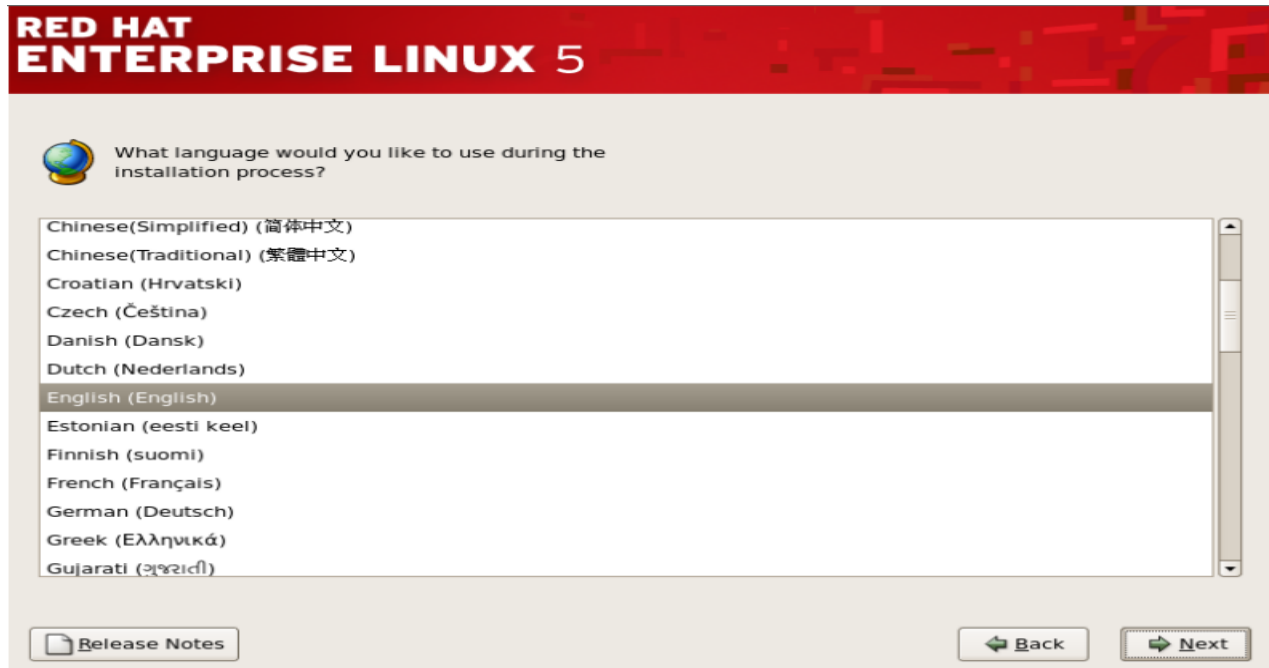 RED HAT
ENTERPRISE LINUX 5
What language would you like to use during the
installation process?
Chinese(Simplified) (简体中文)
Chinese(Traditional) (繁體中文)
Croatian (Hrvatski)
Czech (Čeština)
Danish (Dansk)
Dutch (Nederlands)
English (English)
Estonian (eesti keel)
Finnish (suomi)
French (Français)
German (Deutsch)
Greek (Ελληνικά)
Gujarati (ગુજરાતી)
Release Notes
Back
Next